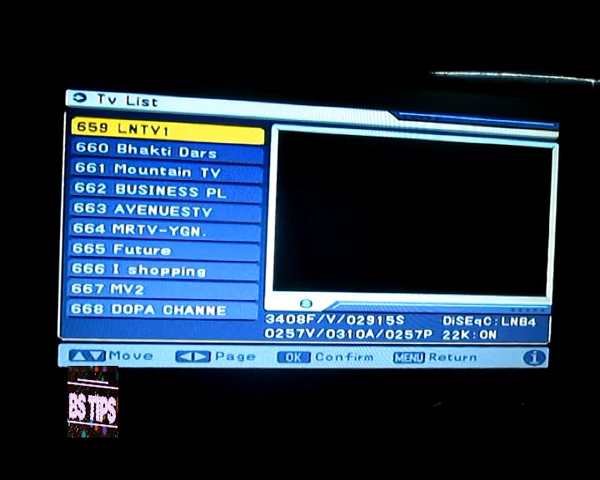 Tv List
659 LNTV1
660 Bhakti Dars
661 Mountain TV
662 BUSINESS PL
663 AVENUESTV
664 MRTV-YGN.
665 Future
666 I shopping
667 MV2
668 DOPA CHANNE
3408F/V/02915S DiSEqC:LNB4
0257V/0310A/0257P 22K:ON
Move Page OK Confirm MENU Return i
BS TIPS